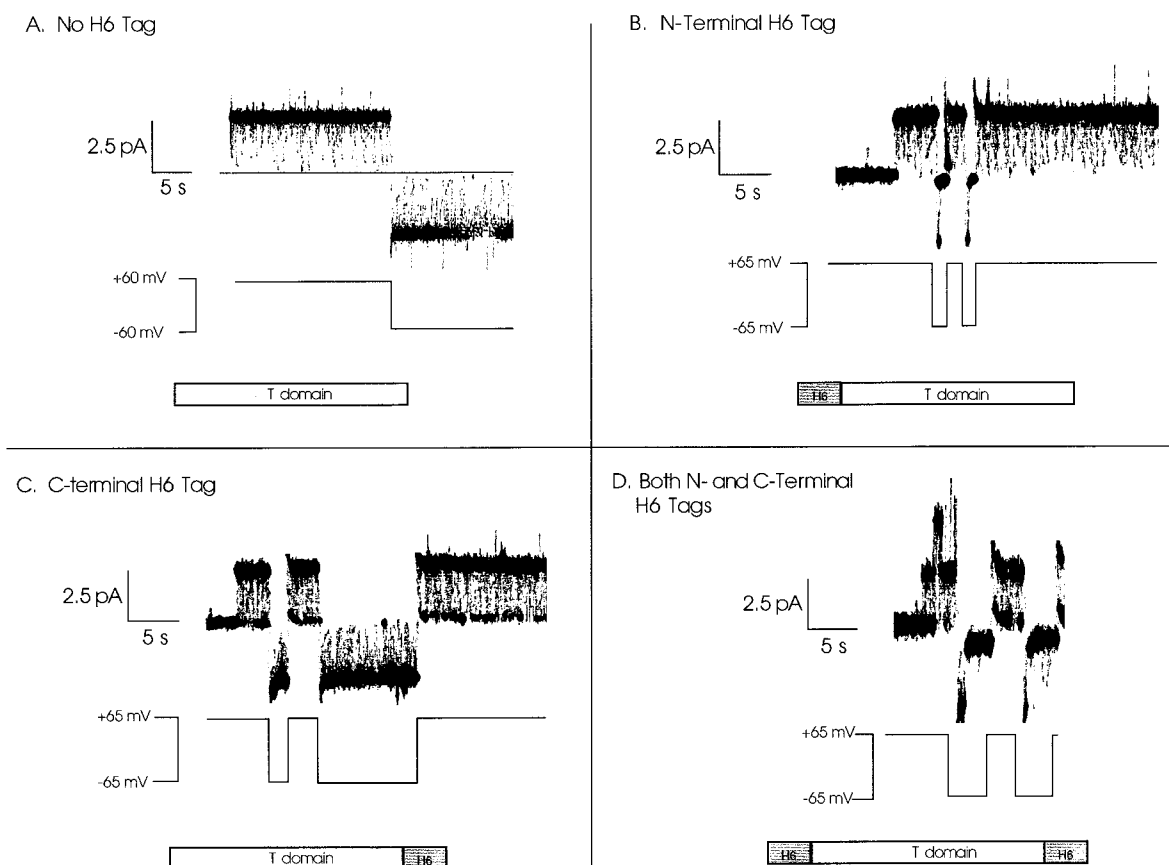 A. No H6 Tag
2.5 pA
5 s
+60 mV
-60 mV
T domain
B. N-Terminal H6 Tag
2.5 pA
5 s
+65 mV
-65 mV
H6
T domain
C. C-terminal H6 Tag
2.5 pA
5 s
+65 mV
-65 mV
T domain
H6
D. Both N- and C-Terminal
H6 Tags
2.5 pA
5 s
+65 mV
-65 mV
H6
T domain
H6